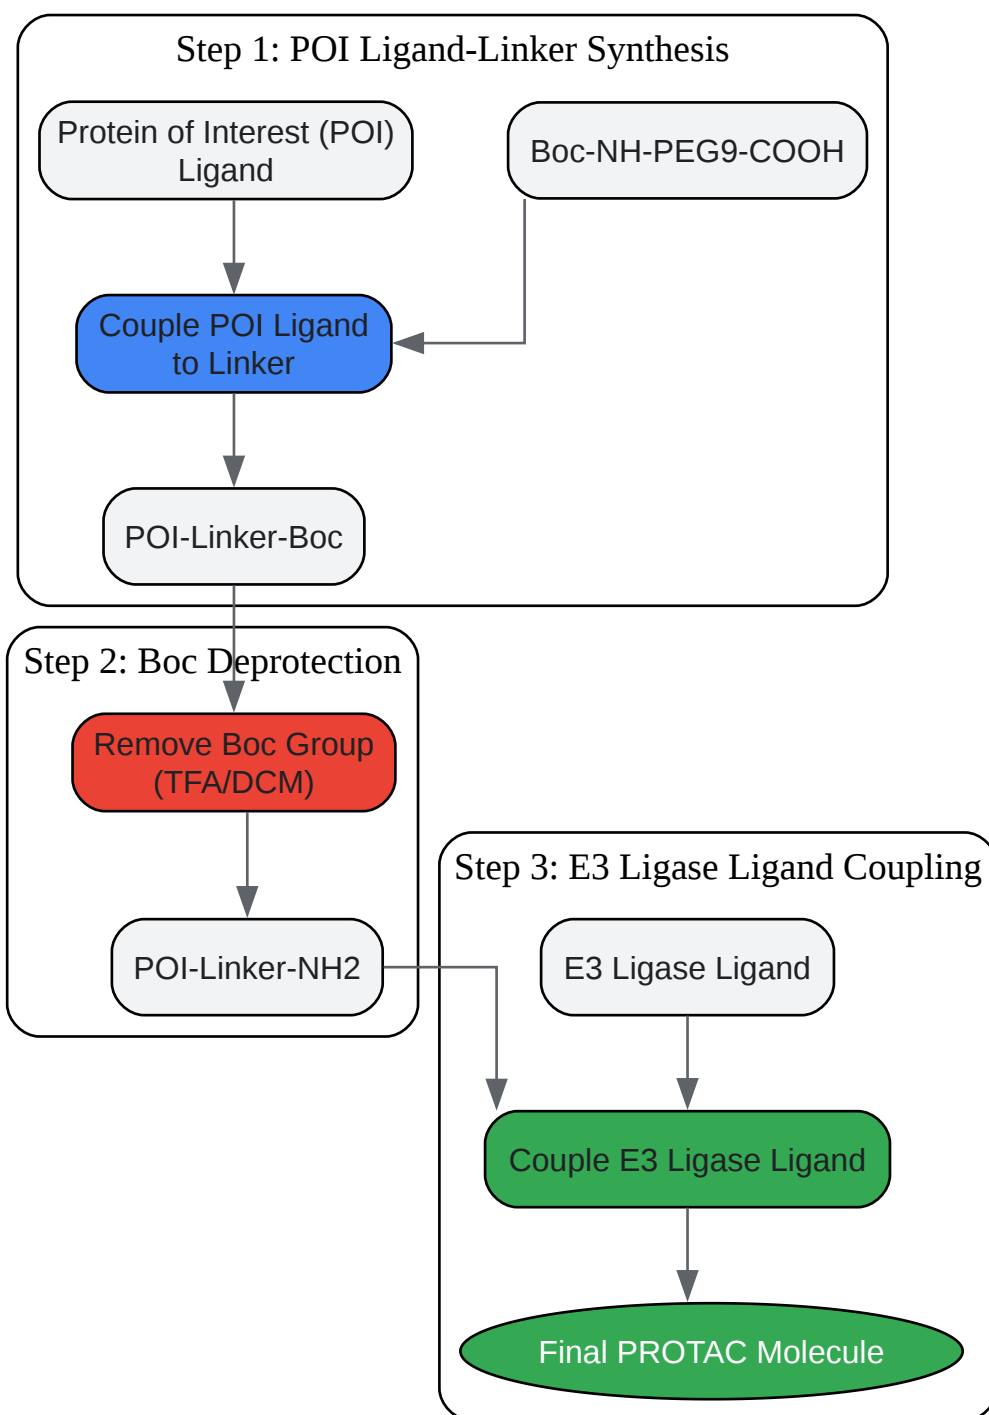 Step 1: POI Ligand-Linker Synthesis
Protein of Interest (POI)
Ligand
Boc-NH-PEG9-COOH
Couple POI Ligand
to Linker
POI-Linker-Boc
Step 2: Boc Deprotection
Remove Boc Group
(TFA/DCM)
POI-Linker-NH2
Step 3: E3 Ligase Ligand Coupling
E3 Ligase Ligand
Couple E3 Ligase Ligand
Final PROTAC Molecule